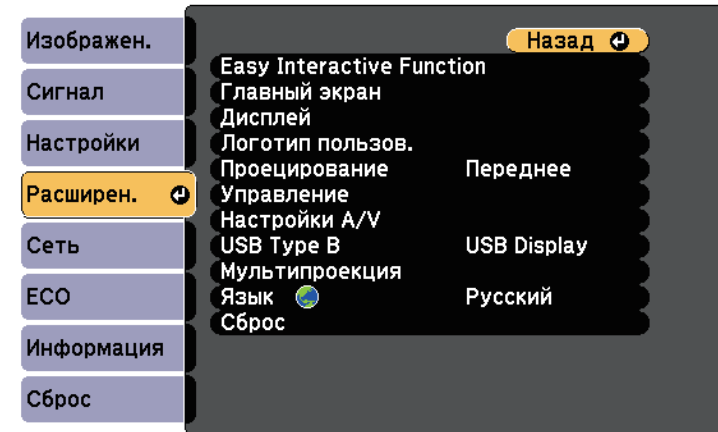 Изображен.
Сигнал
Настройки
Расширен.
Сеть
ECO
Информация
Сброс
Назад
Easy Interactive Function
Главный экран
Дисплей
Логотип пользов.
Проецирование Переднее
Управление
Настройки A/V
USB Type B USB Display
Мультипроекция
Язык Русский
Сброс